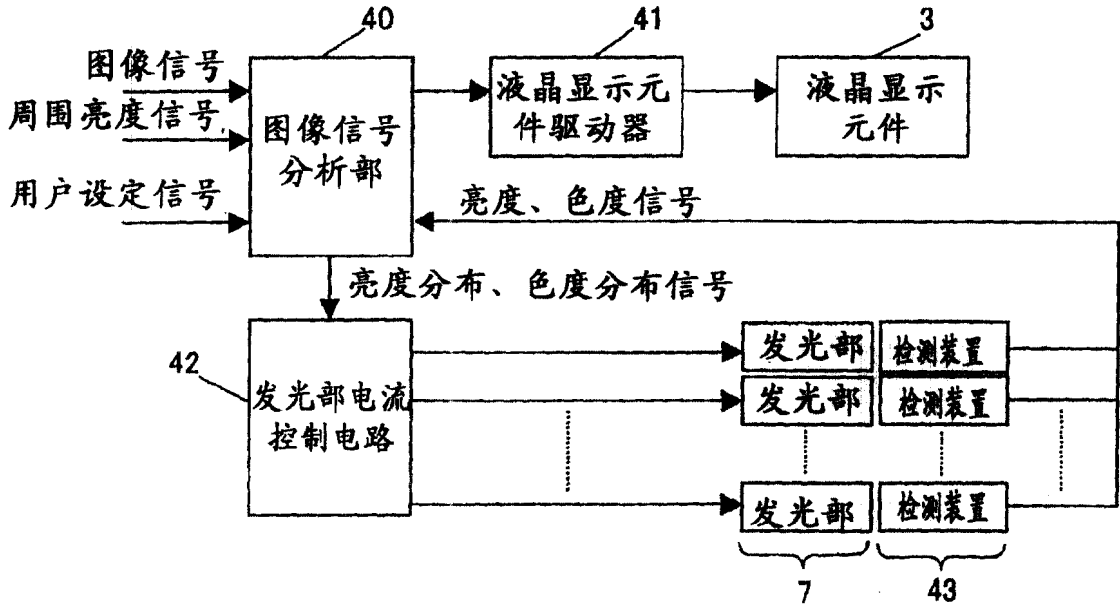 40
41
3
图像信号
周围亮度信号
用户设定信号
图像信号
分析部
液晶显示元
件驱动器
液晶显示
元件
亮度、色度信号
亮度分布、色度分布信号
42
发光部电流
控制电路
发光部
检测装置
发光部
检测装置
发光部
检测装置
7
43